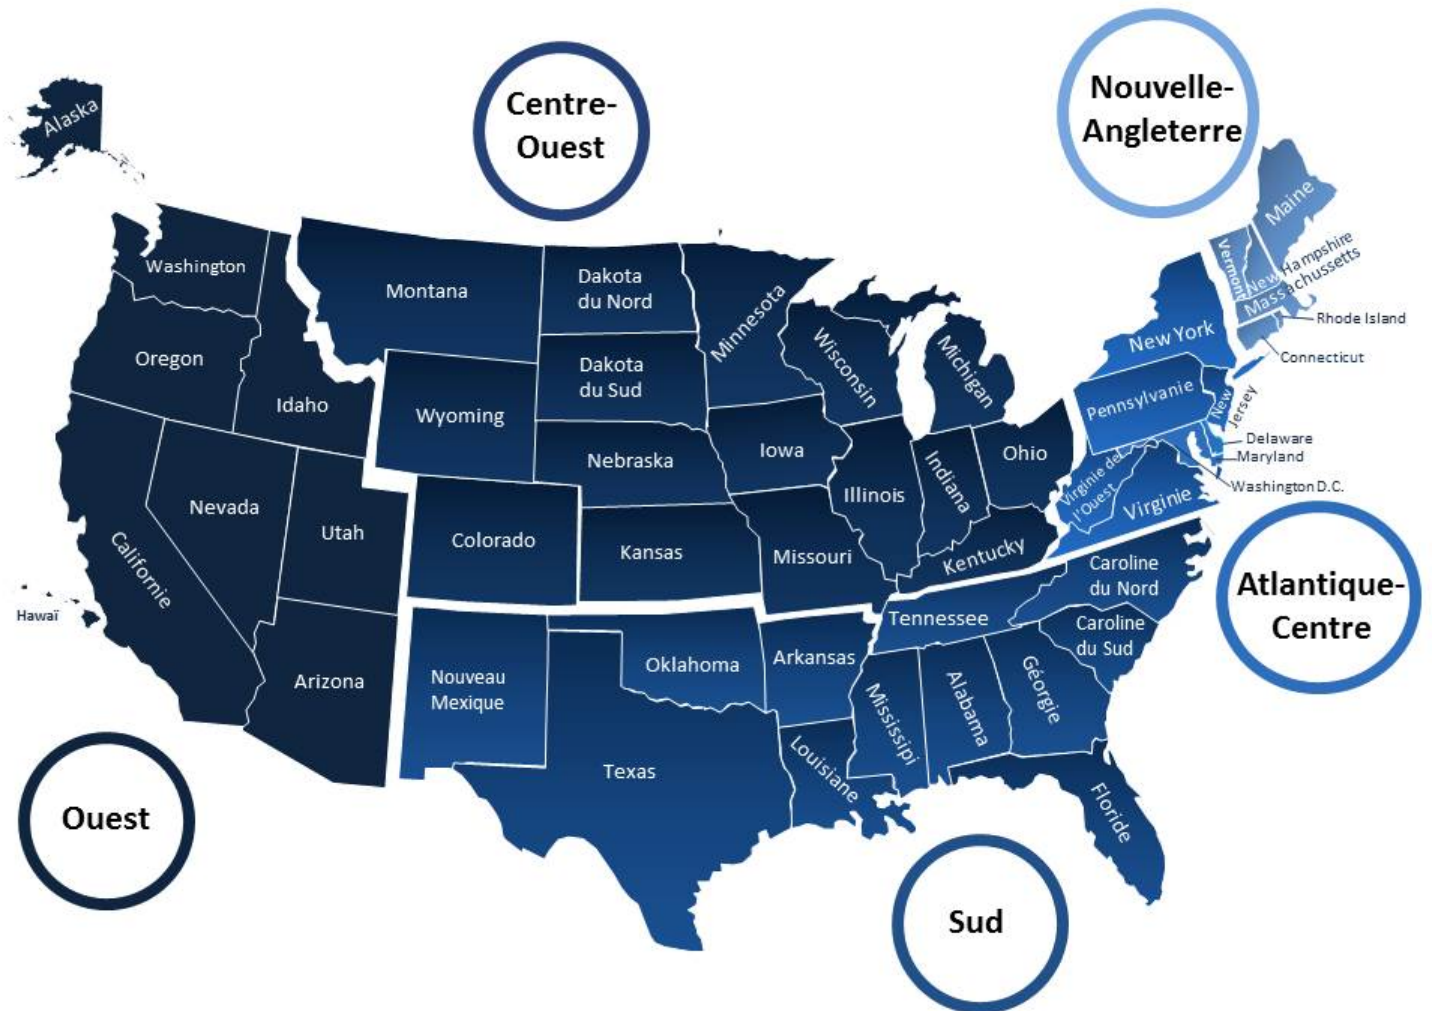 Centre-
Ouest
Nouvelle-
Angleterre
Alaska
Maine
Washington
Montana
Dakota
du Nord
Minnesota
Vermont
New Hampshire
Massachussetts
Rhode Island
Connecticut
Oregon
Idaho
Wyoming
Dakota
du Sud
Wisconsin
Michigan
New York
Pennsylvanie
New
Jersey
Delaware
Maryland
Washington D.C.
Nebraska
Iowa
Illinois
Indiana
Ohio
Virginie de
l'Ouest
Virginie
Nevada
Utah
Californie
Colorado
Kansas
Missouri
Kentucky
Caroline
du Nord
Atlantique-
Centre
Hawaï
Tennessee
Caroline
du Sud
Arizona
Nouveau
Mexique
Oklahoma
Arkansas
Mississipi
Alabama
Géorgie
Texas
Louisiane
Floride
Ouest
Sud